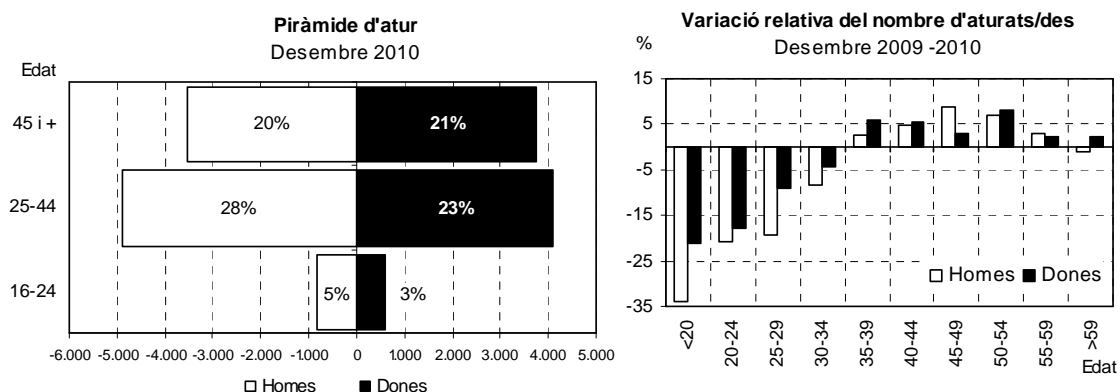 Piràmide d'atur
Desembre 2010
Edat
45 i +
20%
21%
25-44
28%
23%
16-24
5%
3%
-6.000 -5.000 -4.000 -3.000 -2.000 -1.000 0 1.000 2.000 3.000 4.000 5.000
Homes Dones
Variació relativa del nombre d'aturats/des
Desembre 2009 -2010
%
15
5
-5
-15
-25
-35
Homes Dones
<20 20-24 25-29 30-34 35-39 40-44 45-49 50-54 55-59 >59
Edat